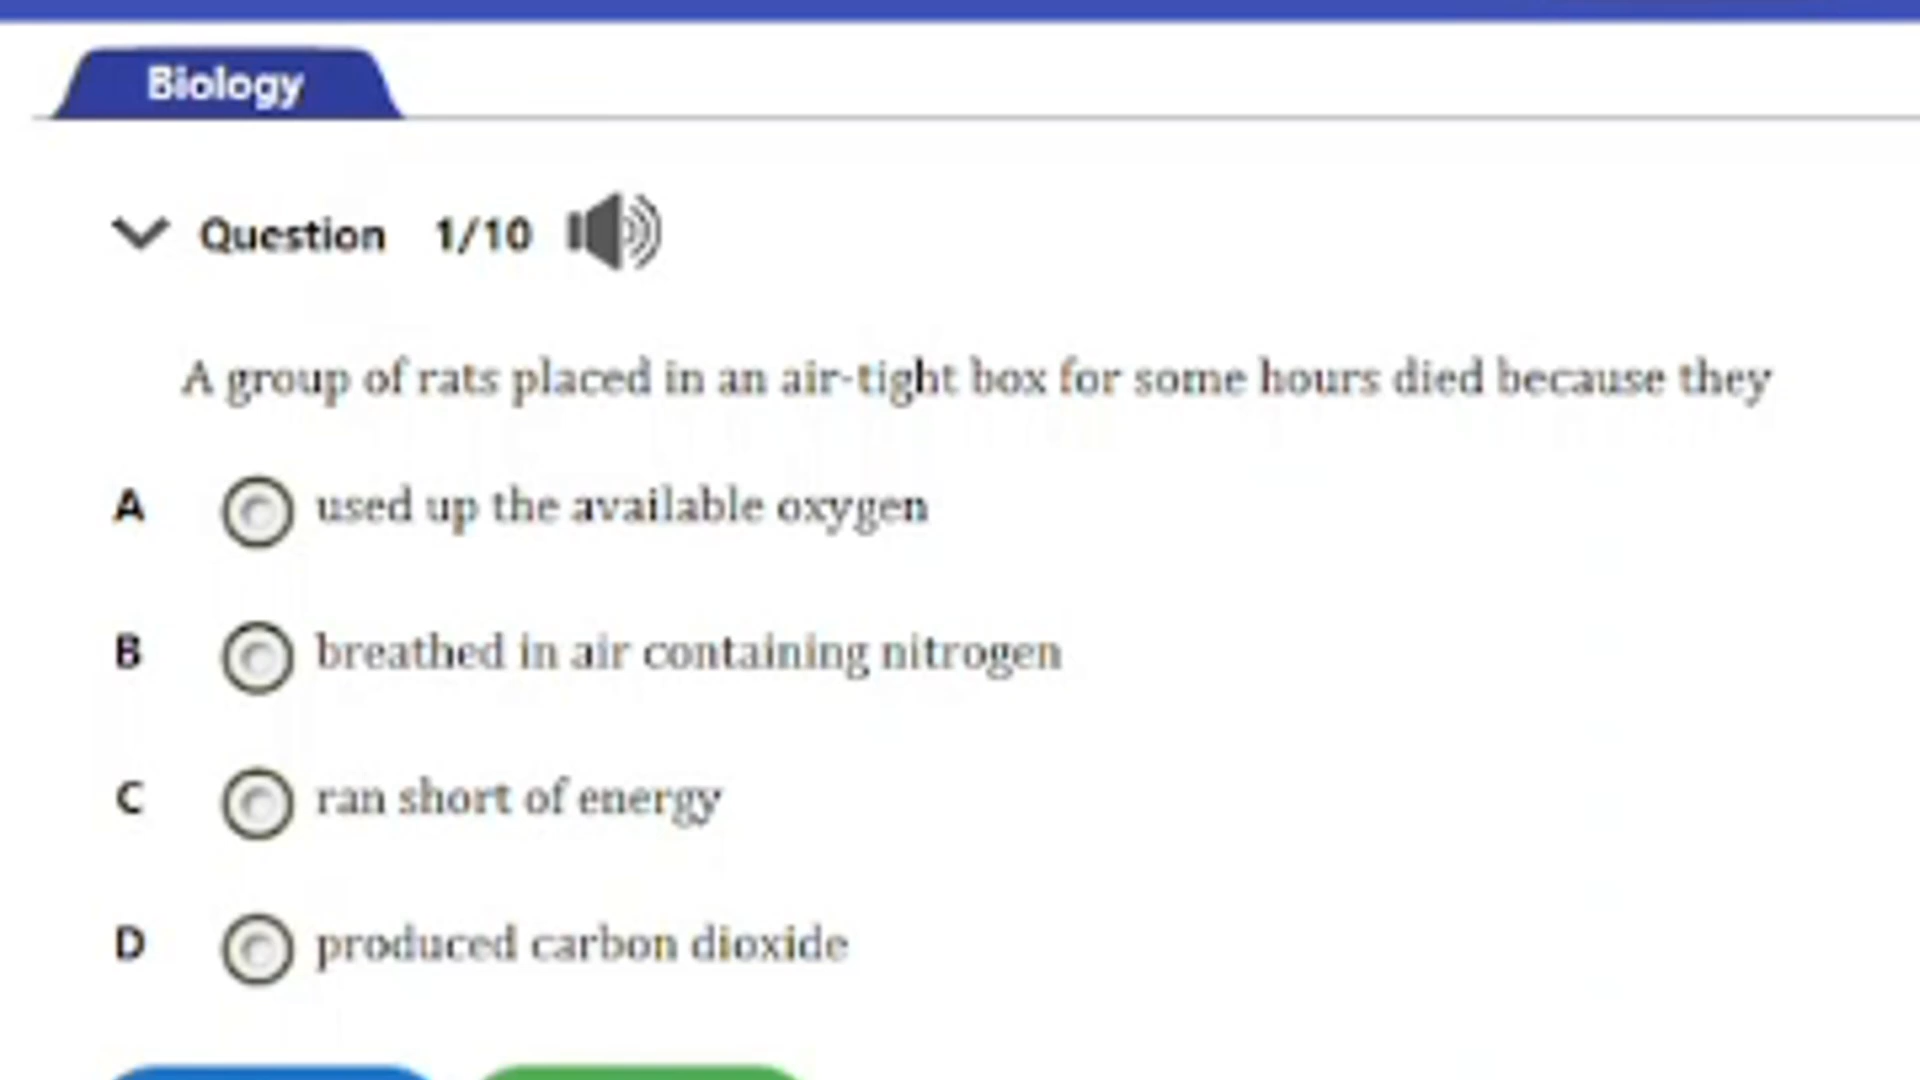 Biology
Question 1/10
A group of rats placed in an air-tight box for some hours died because they
A used up the available oxygen
B breathed in air containing nitrogen
C ran short of energy
D produced carbon dioxide